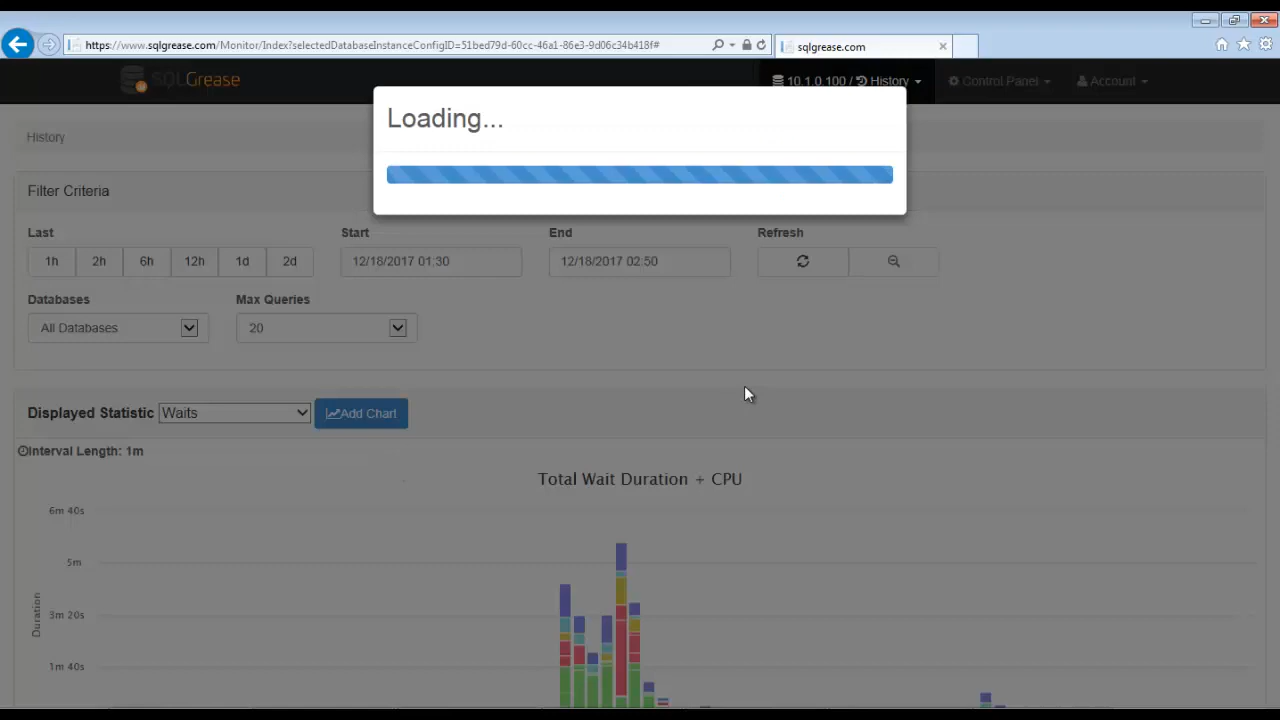 https://www.sqlgrease.com/Monitor/Index?selectedDatabaseInstanceConfigID=51bed79d-60cc-46a1-86e3-9d06c34b418f#
sqlgrease.com
SQLGrease
10.1.0.100 / History
Control Panel
Account
Loading...
History
Filter Criteria
Last
Start
End
Refresh
1h
2h
6h
12h
1d
2d
12/18/2017 01:30
12/18/2017 02:50
Databases
Max Queries
All Databases
20
Displayed Statistic
Waits
Add Chart
Interval Length: 1m
Total Wait Duration + CPU
6m 40s
5m
3m 20s
1m 40s
Duration